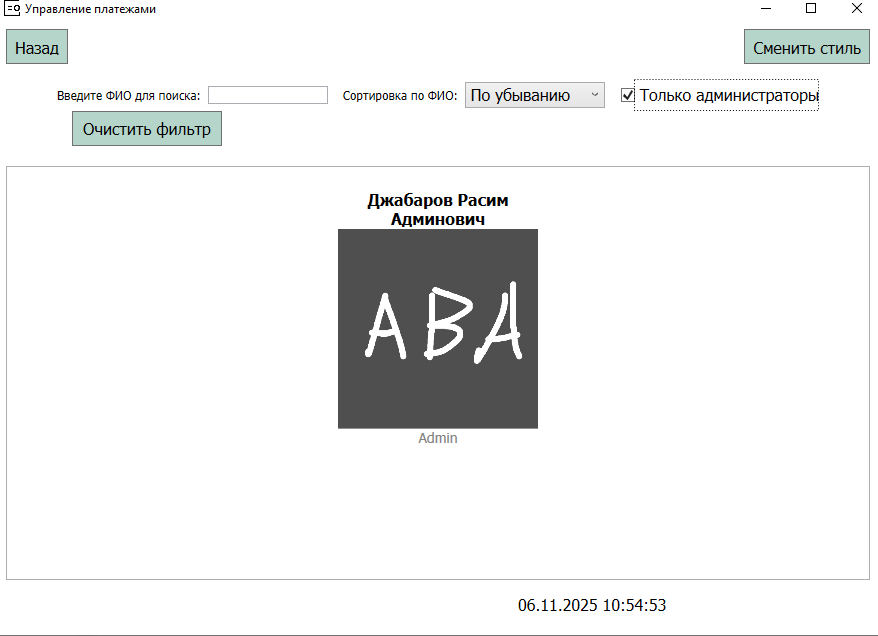 Управление платежами
Назад
Сменить стиль
Введите ФИО для поиска:
Сортировка по ФИО:
По убыванию
Только администраторы
Очистить фильтр
Джабаров Расим
Админович
АВА
Admin
06.11.2025 10:54:53